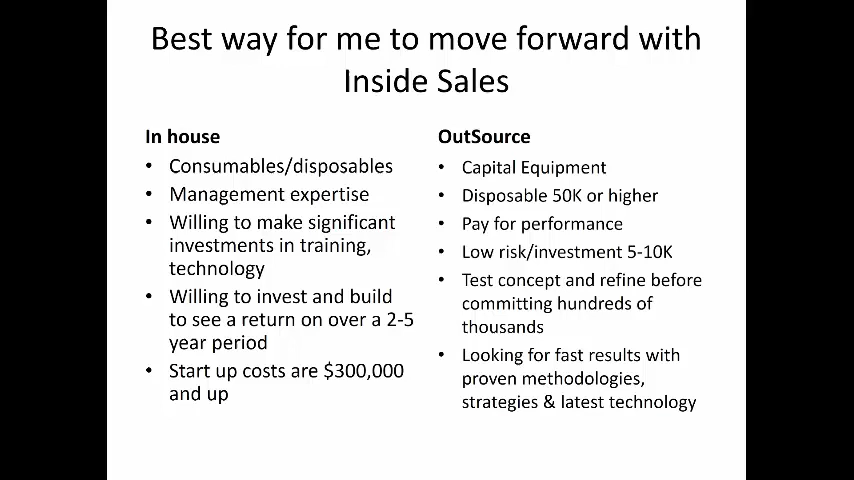 Best way for me to move forward with
Inside Sales
In house
• Consumables/disposables
• Management expertise
• Willing to make significant
investments in training,
technology
• Willing to invest and build
to see a return on over a 2-5
year period
• Start up costs are $300,000
and up
OutSource
• Capital Equipment
• Disposable 50K or higher
• Pay for performance
• Low risk/investment 5-10K
• Test concept and refine before
committing hundreds of
thousands
• Looking for fast results with
proven methodologies,
strategies & latest technology